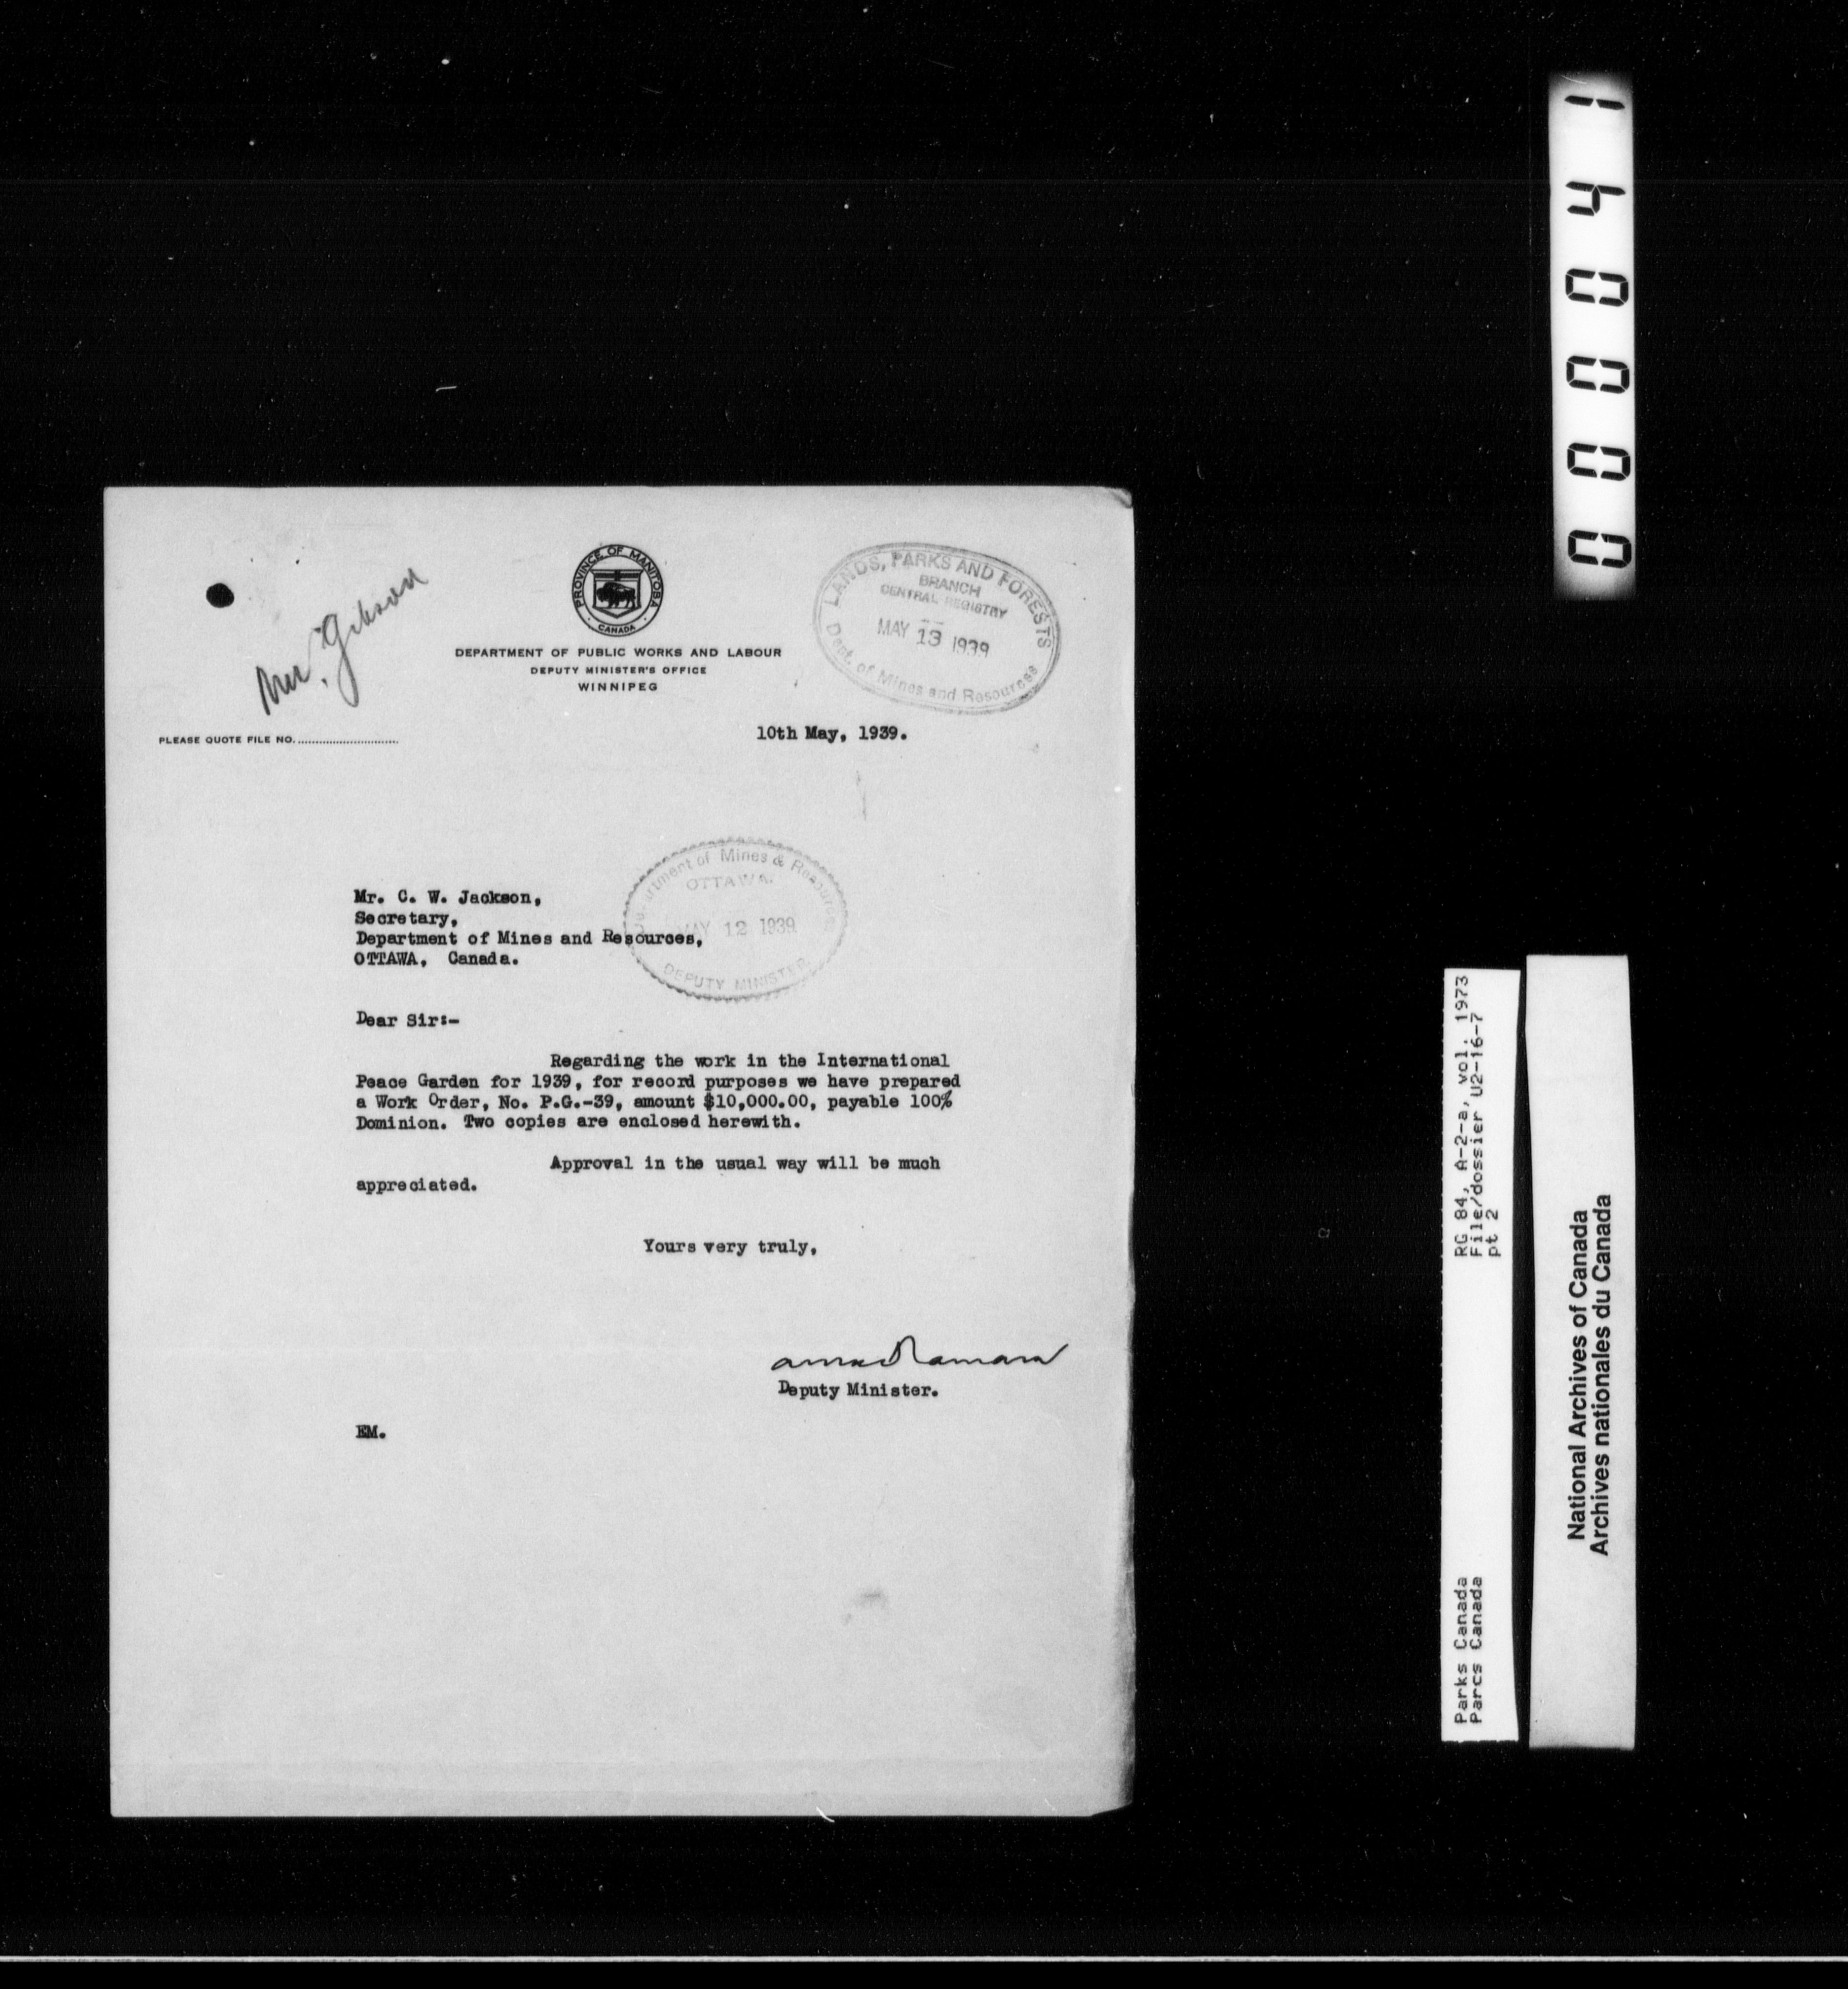 Mr. Gibson
PROVINCE OF MANITOBA
CANADA
DEPARTMENT OF PUBLIC WORKS AND LABOUR
DEPUTY MINISTER'S OFFICE
WINNIPEG
LANDS, PARKS AND FORESTS
BRANCH
CENTRAL REGISTRY
MAY 13 1939
Dept. of Mines and Resources
PLEASE QUOTE FILE NO.
10th May, 1939.
Department of Mines & Resources
OTTAWA.
MAY 12 1939
DEPUTY MINISTER
Mr. C. W. Jackson,
Secretary,
Department of Mines and Resources,
OTTAWA, Canada.
Dear Sir:-
Regarding the work in the International
Peace Garden for 1939, for record purposes we have prepared
a Work Order, No. P.G.-39, amount $10,000.00, payable 100%
Dominion. Two copies are enclosed herewith.
Approval in the usual way will be much
appreciated.
Yours very truly,
Deputy Minister.
EM.
000041
RG 84, A-2-a, vol. 1973
File/dossier U2-16-7
pt 2
Parks Canada
Parcs Canada
National Archives of Canada
Archives nationales du Canada